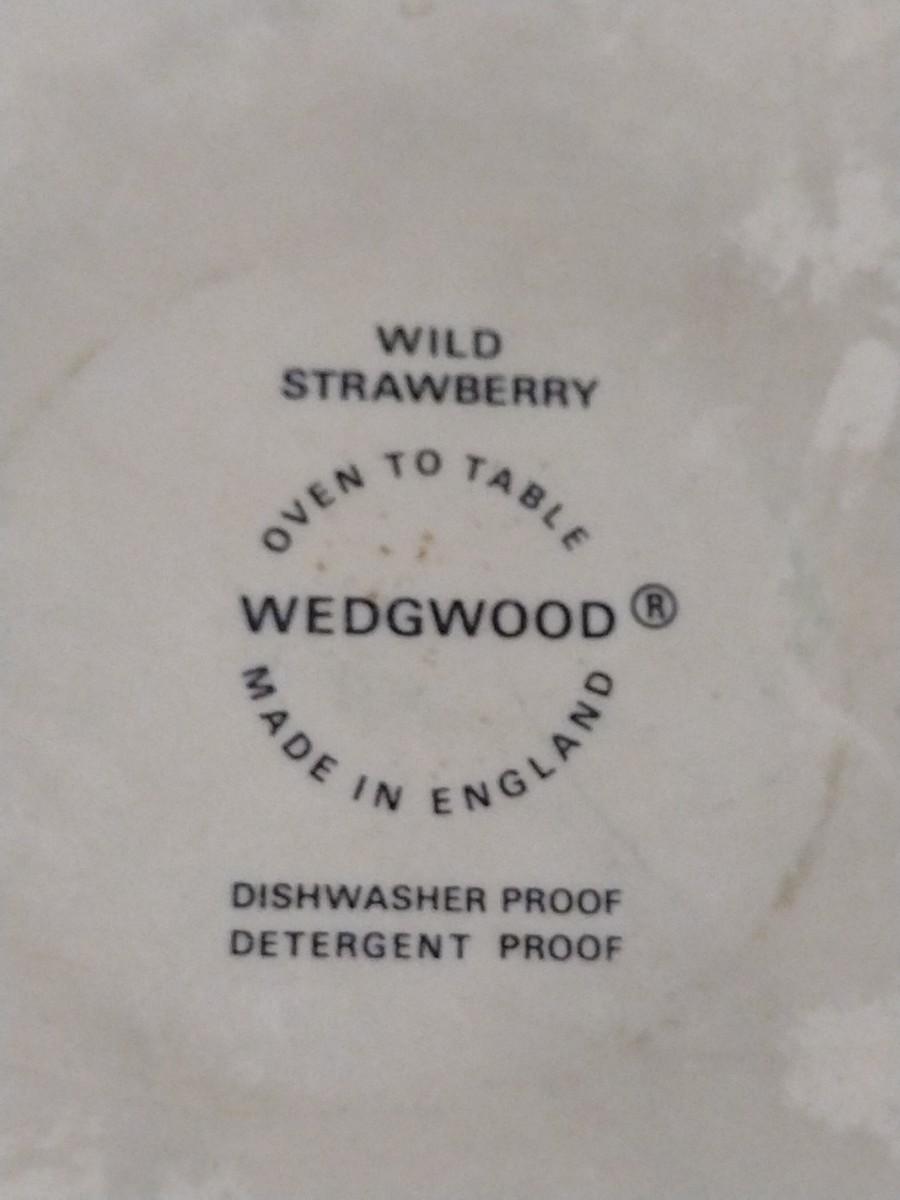 WILD
STRAWBERRY
OVEN TO TABLE
WEDGWOOD®
MADE IN ENGLAND
DISHWASHER PROOF
DETERGENT PROOF